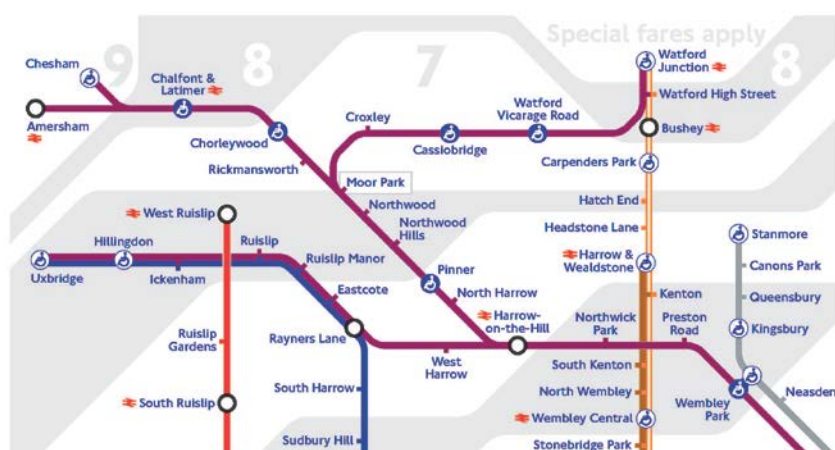 Special fares apply
9
8
7
8
Chesham
Chalfont &
Latimer
Watford
Junction
Watford High Street
Amersham
Chorleywood
Croxley
Watford
Vicarage Road
Bushey
Cassiobridge
Rickmansworth
Carpenders Park
Moor Park
Northwood
Hatch End
West Ruislip
Northwood
Hills
Headstone Lane
Stanmore
Hillingdon
Ruislip
Ruislip Manor
Harrow &
Wealdstone
Canons Park
Uxbridge
Ickenham
Pinner
Eastcote
North Harrow
Kenton
Queensbury
Harrow-
on-the-Hill
Northwick
Park
Preston
Road
Kingsbury
Ruislip
Gardens
Rayners Lane
West
Harrow
South Kenton
South Harrow
North Wembley
Wembley
Park
Neasden
South Ruislip
Wembley Central
Sudbury Hill
Stonebridge Park